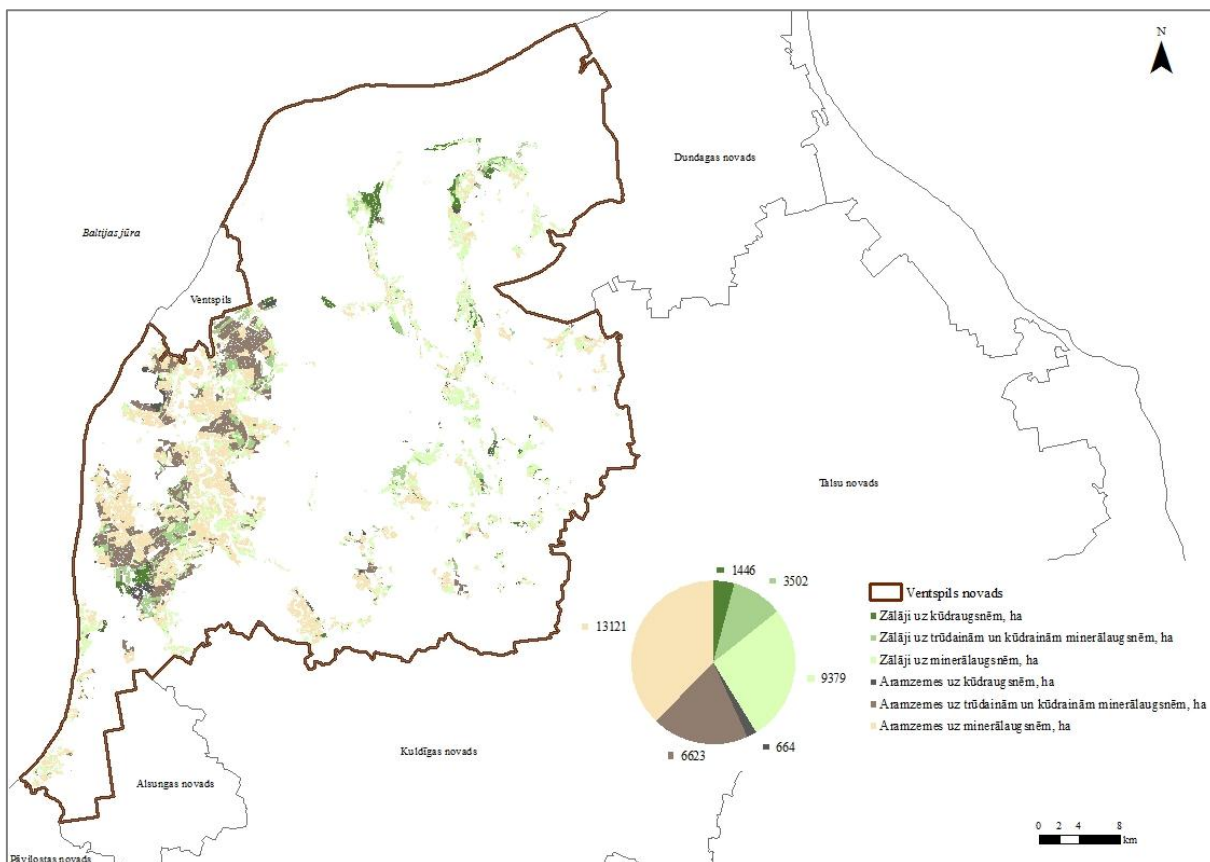 N
Dundagas novads
Baltijas jūra
Ventspils
Talsu novads
1446
3502
13121
9379
6623
664
Ventspils novads
Zālāji uz kūdraugsnēm, ha
Zālāji uz trūdainām un kūdrainām minerālaugsnēm, ha
Zālāji uz minerālaugsnēm, ha
Aramzemes uz kūdraugsnēm, ha
Aramzemes uz trūdainām un kūdrainām minerālaugsnēm, ha
Aramzemes uz minerālaugsnēm, ha
Kuldīgas novads
Alsungas novads
0 2 4 8
km
Pāvilostas novads